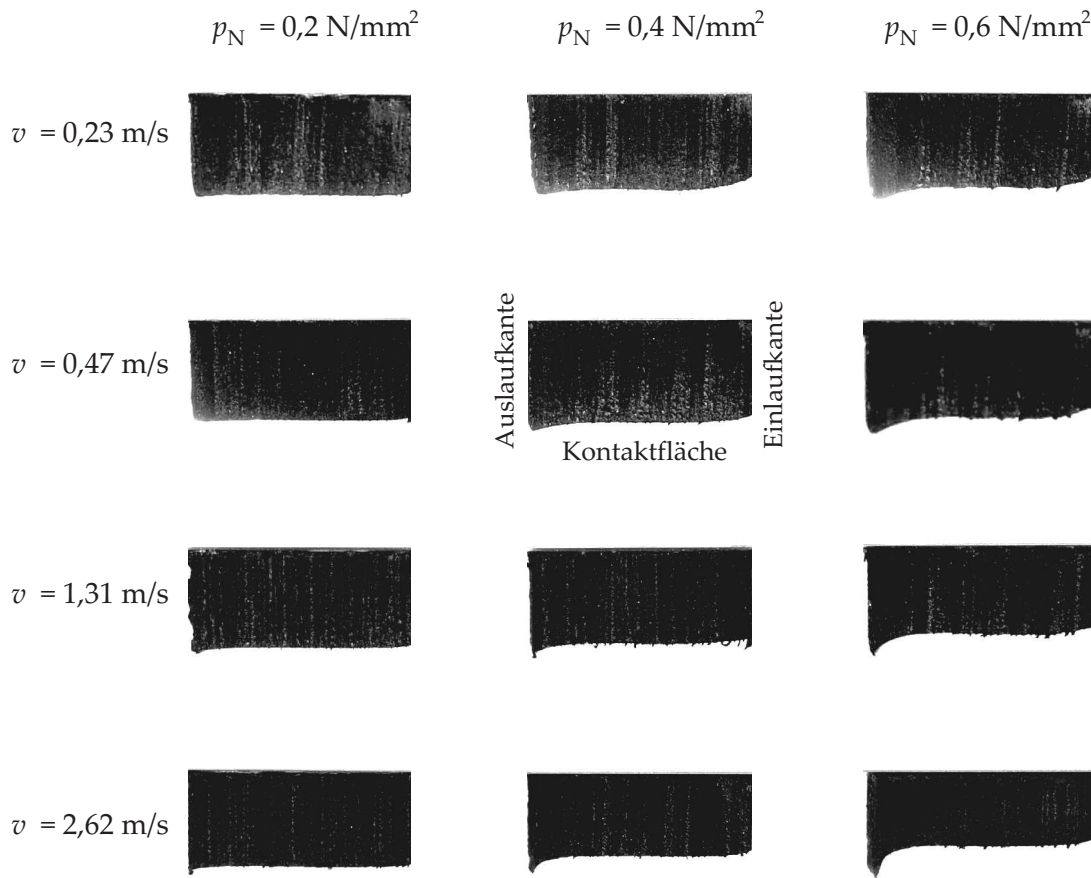 p_N = 0,2 N/mm² p_N = 0,4 N/mm² p_N = 0,6 N/mm²
v = 0,23 m/s
v = 0,47 m/s
Auslaufkante
Einlaufkante
Kontaktfläche
v = 1,31 m/s
v = 2,62 m/s